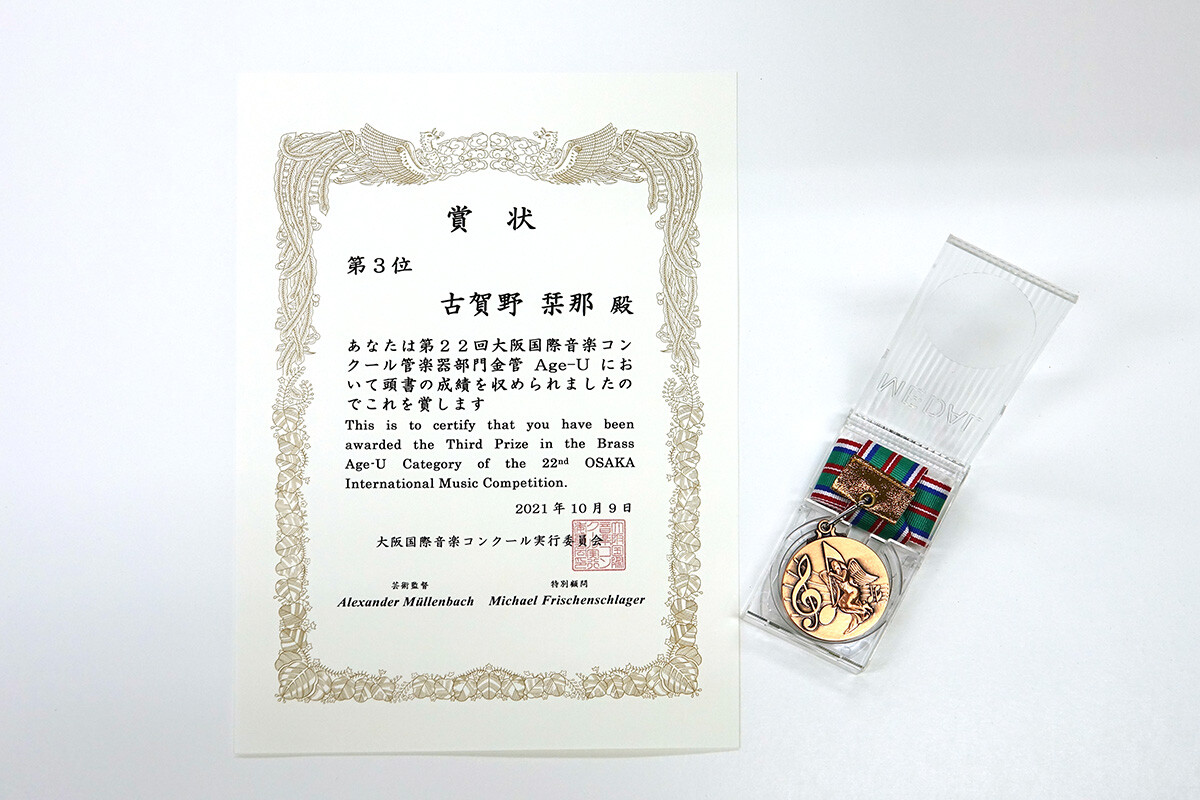 賞 状
第３位
古賀野 栞那 殿
あなたは第２２回大阪国際音楽コン
クール管楽器部門金管 Age-U にお
いて頭書の成績を収められましたの
でこれを賞します
This is to certify that you have been
awarded the Third Prize in the Brass
Age-U Category of the 22nd OSAKA
International Music Competition.
2021年10月9日
大阪国際音楽コンクール実行委員会
芸術監督 特別顧問
Alexander Müllenbach Michael Frischenschlager
MEDAL